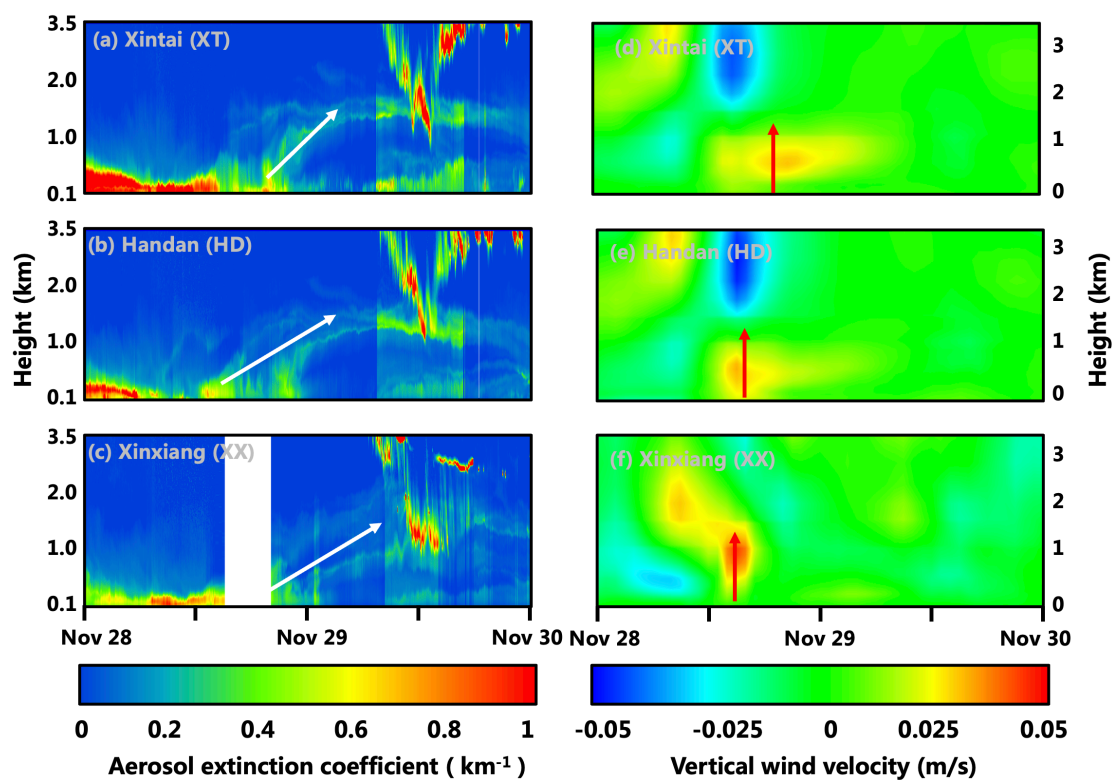 3.5
(a) Xintai (XT)
2.0
1.0
0.1
(d) Xintai (XT)
3
2
1
0
3.5
(b) Handan (HD)
2.0
1.0
0.1
(e) Handan (HD)
3
2
1
0
Height (km)
Height (km)
3.5
(c) Xinxiang (XX)
2.0
1.0
0.1
(f) Xinxiang (XX)
3
2
1
0
Nov 28 Nov 29 Nov 30
Nov 28 Nov 29 Nov 30
0 0.2 0.4 0.6 0.8 1
Aerosol extinction coefficient ( km-1 )
-0.05 -0.025 0 0.025 0.05
Vertical wind velocity (m/s)